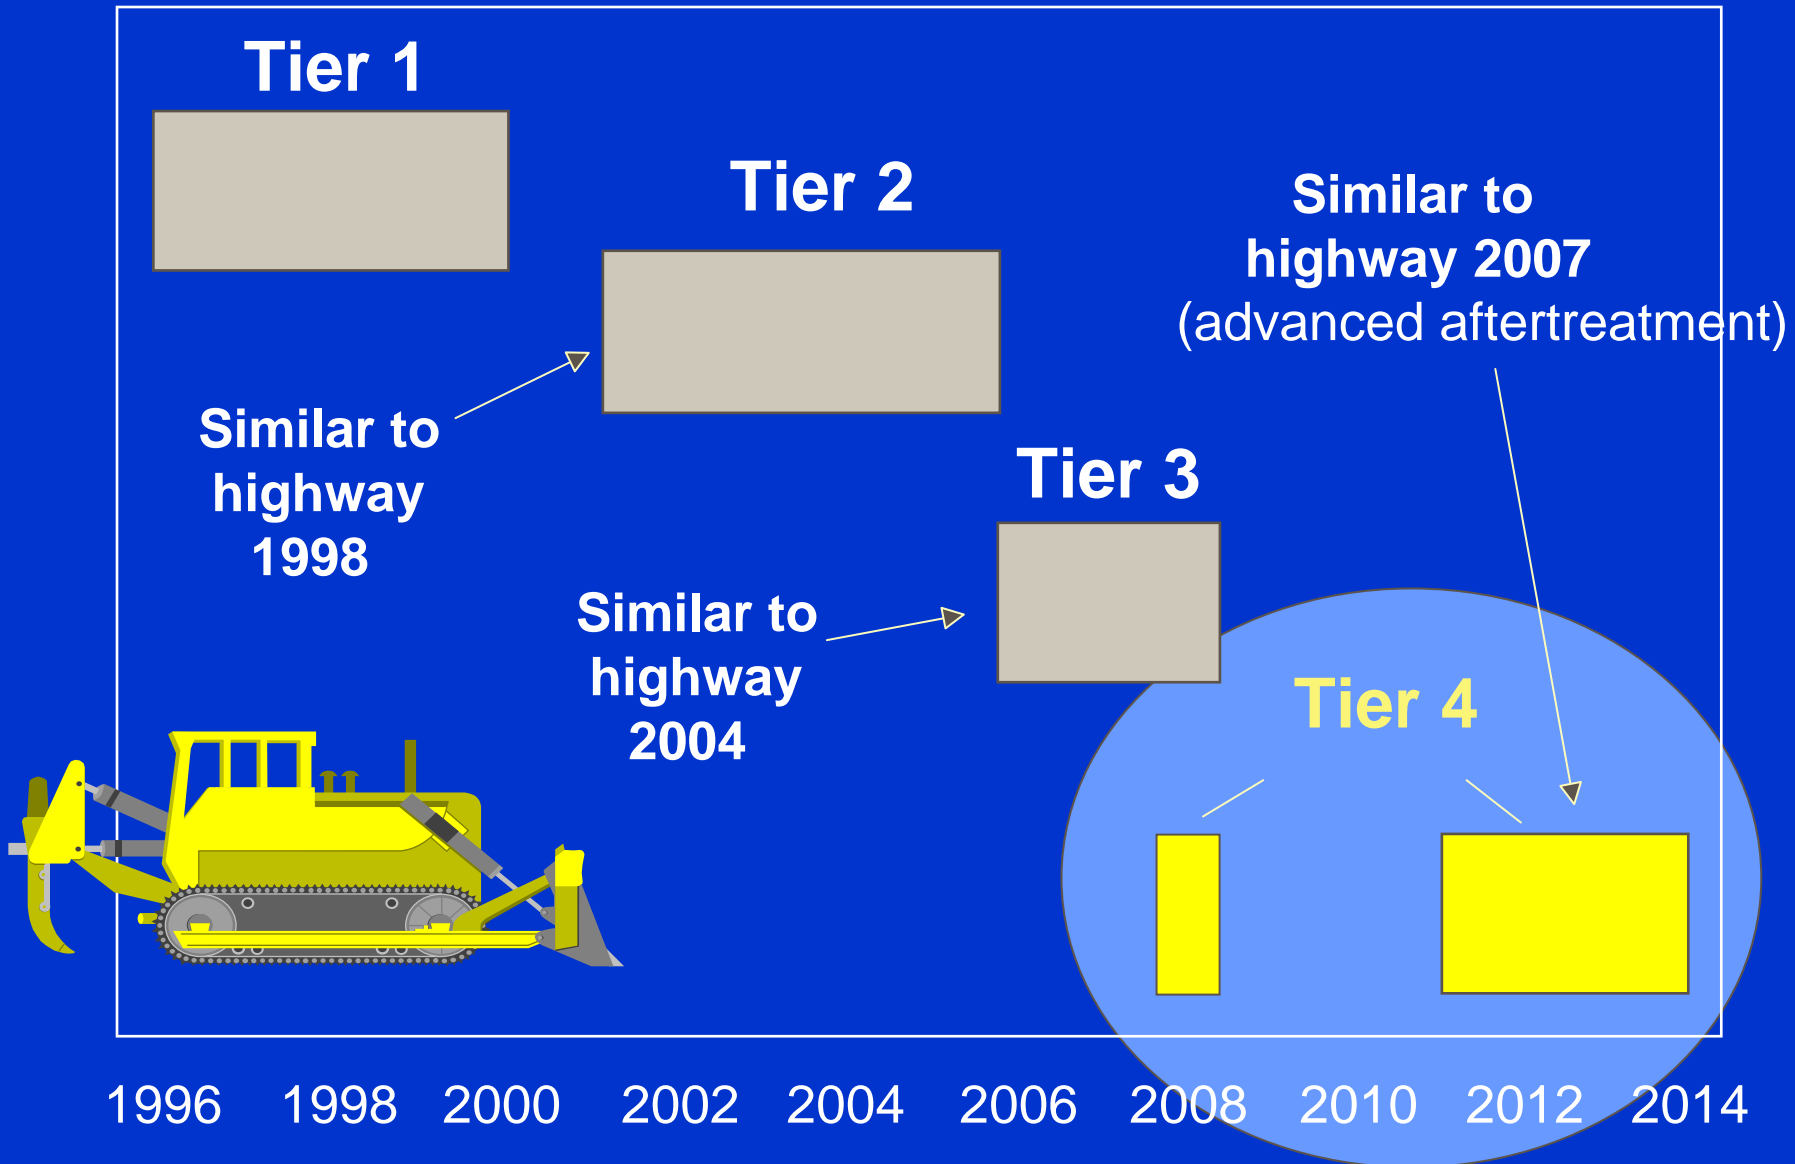 Tier 1
Tier 2
Similar to
highway 2007
(advanced aftertreatment)
Similar to
highway
1998
Tier 3
Similar to
highway
2004
Tier 4
1996 1998 2000 2002 2004 2006 2008 2010 2012 2014